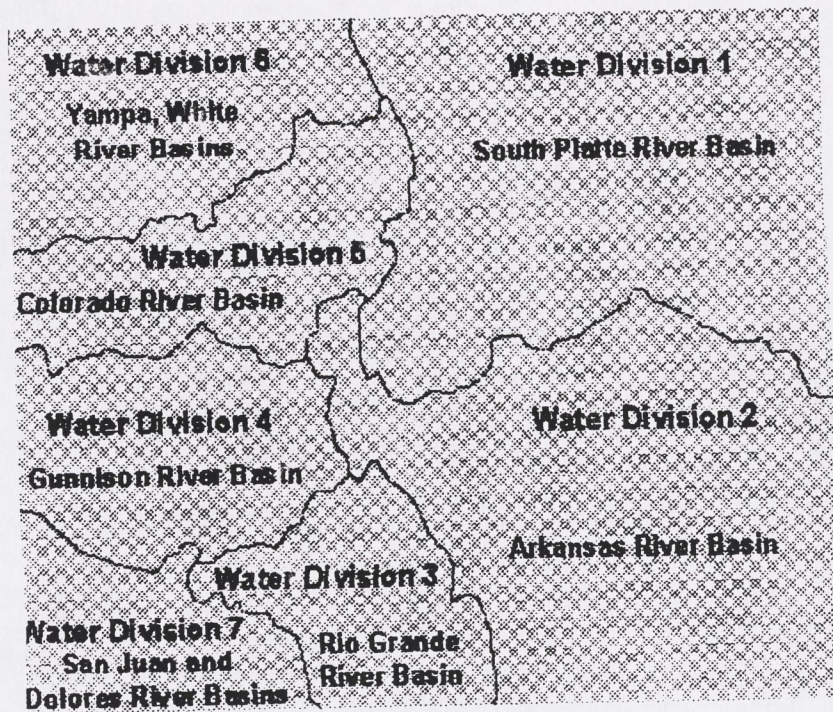 Water Division 6
Yampa, White
River Basins
Water Division 1
South Platte River Basin
Water Division 5
Colorado River Basin
Water Division 4
Gunnison River Basin
Water Division 2
Arkansas River Basin
Water Division 3
Rio Grande
River Basin
Water Division 7
San Juan and
Dolores River Basins